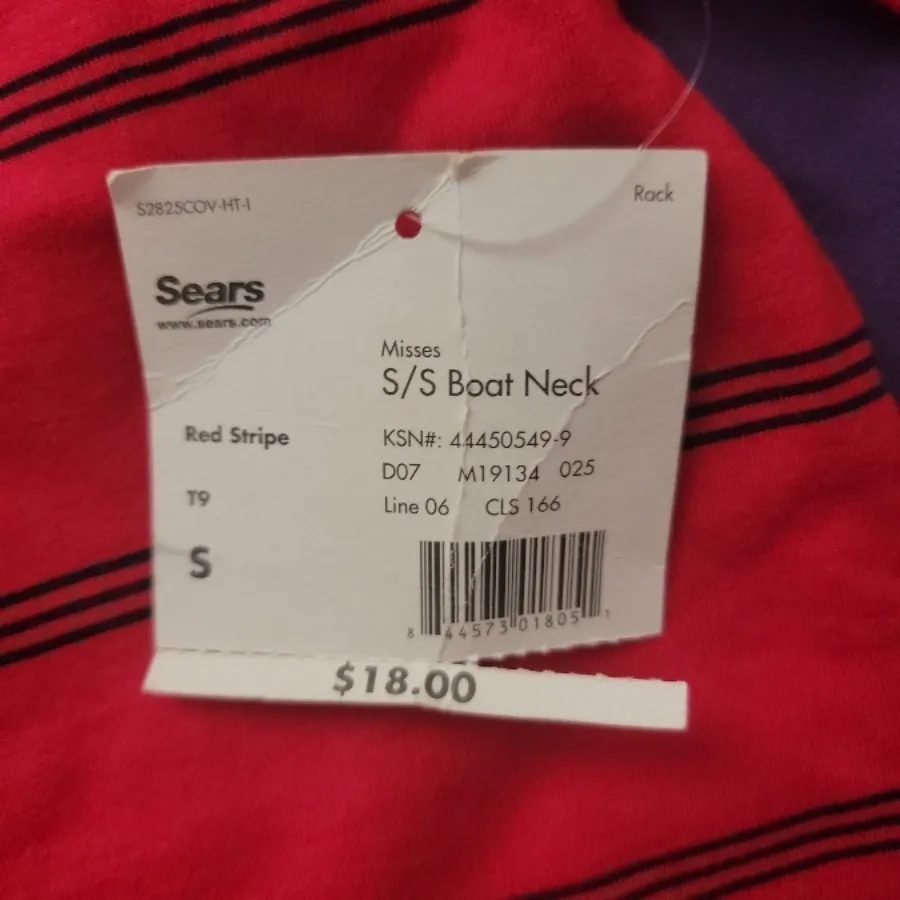 S2825COV-HT-I
Rack
Sears
www.sears.com
Misses
S/S Boat Neck
Red Stripe
KSN#: 44450549-9
D07 M19134 025
T9
Line 06 CLS 166
S
8 44573 01805 1
$18.00